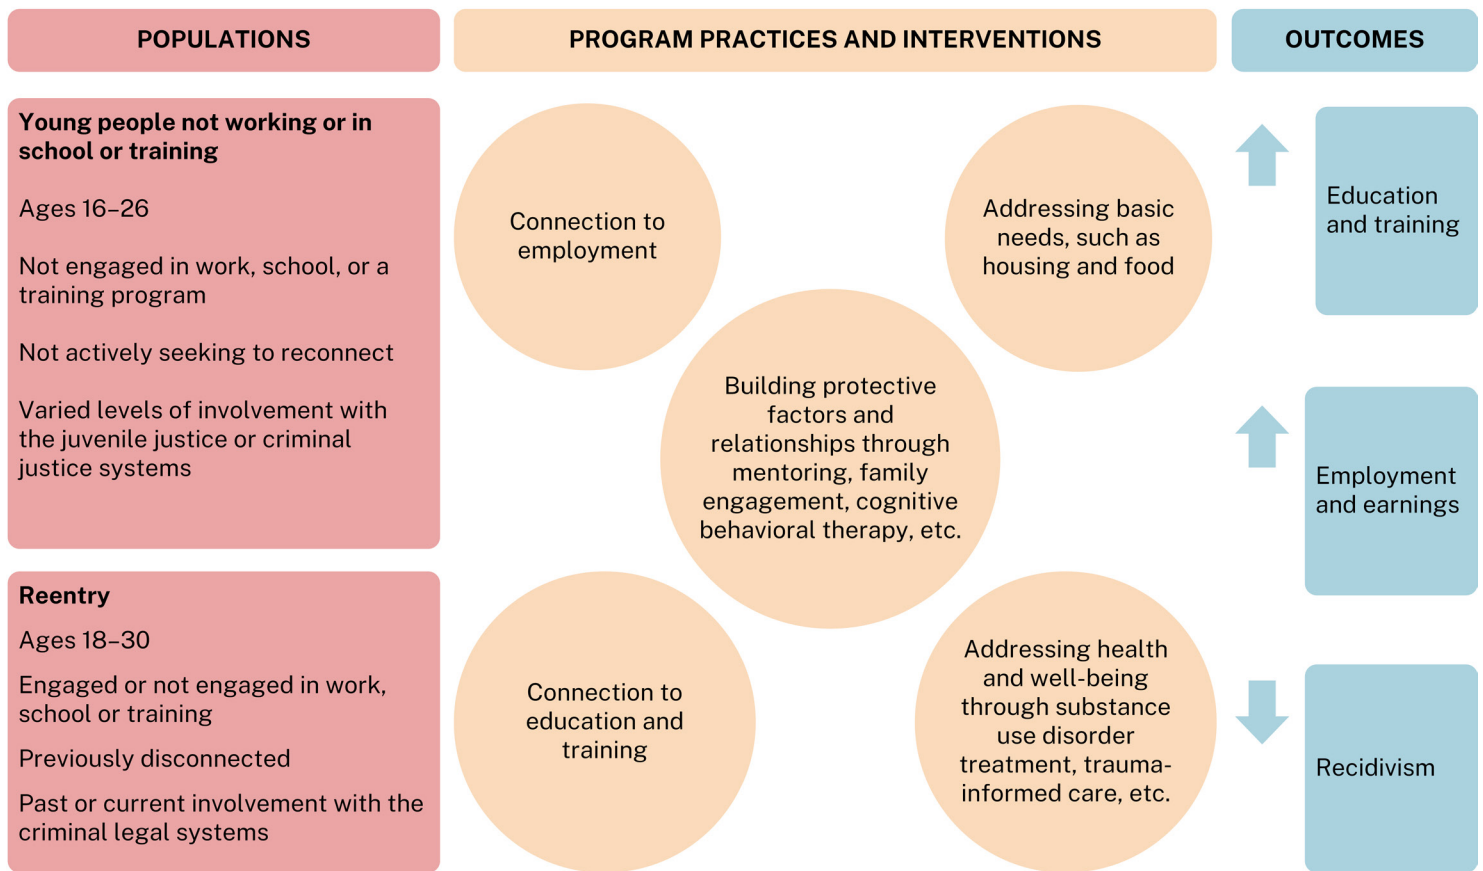 POPULATIONS
PROGRAM PRACTICES AND INTERVENTIONS
OUTCOMES
Young people not working or in
school or training
Ages 16–26
Not engaged in work, school, or a
training program
Not actively seeking to reconnect
Varied levels of involvement with
the juvenile justice or criminal
justice systems
Reentry
Ages 18–30
Engaged or not engaged in work,
school or training
Previously disconnected
Past or current involvement with the
criminal legal systems
Connection to
employment
Addressing basic
needs, such as
housing and food
Building protective
factors and
relationships through
mentoring, family
engagement, cognitive
behavioral therapy, etc.
Connection to
education and
training
Addressing health
and well-being
through substance
use disorder
treatment, trauma-
informed care, etc.
Education
and training
Employment
and earnings
Recidivism